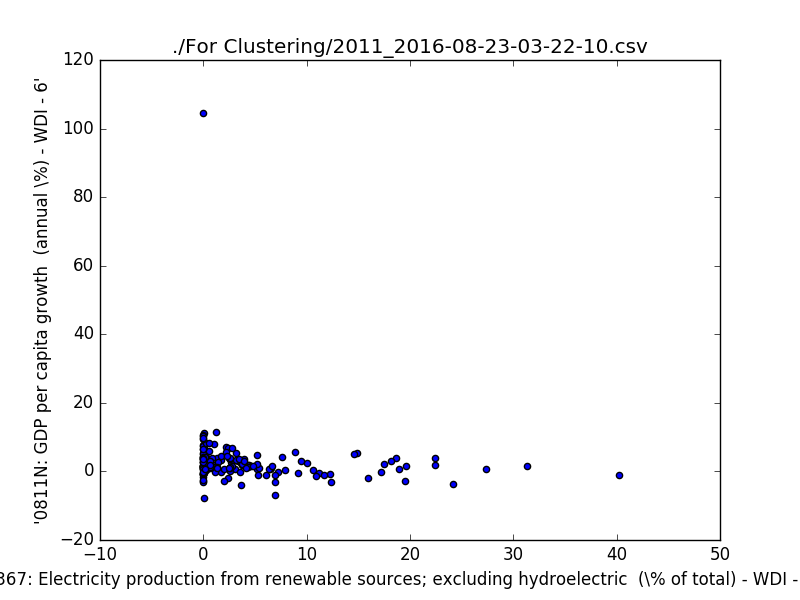 ./For Clustering/2011_2016-08-23-03-22-10.csv
'0811N: GDP per capita growth  (annual \%) - WDI - 6'
120
100
80
60
40
20
0
−20
−10 0 10 20 30 40 50
367: Electricity production from renewable sources; excluding hydroelectric  (\% of total) - WDI -